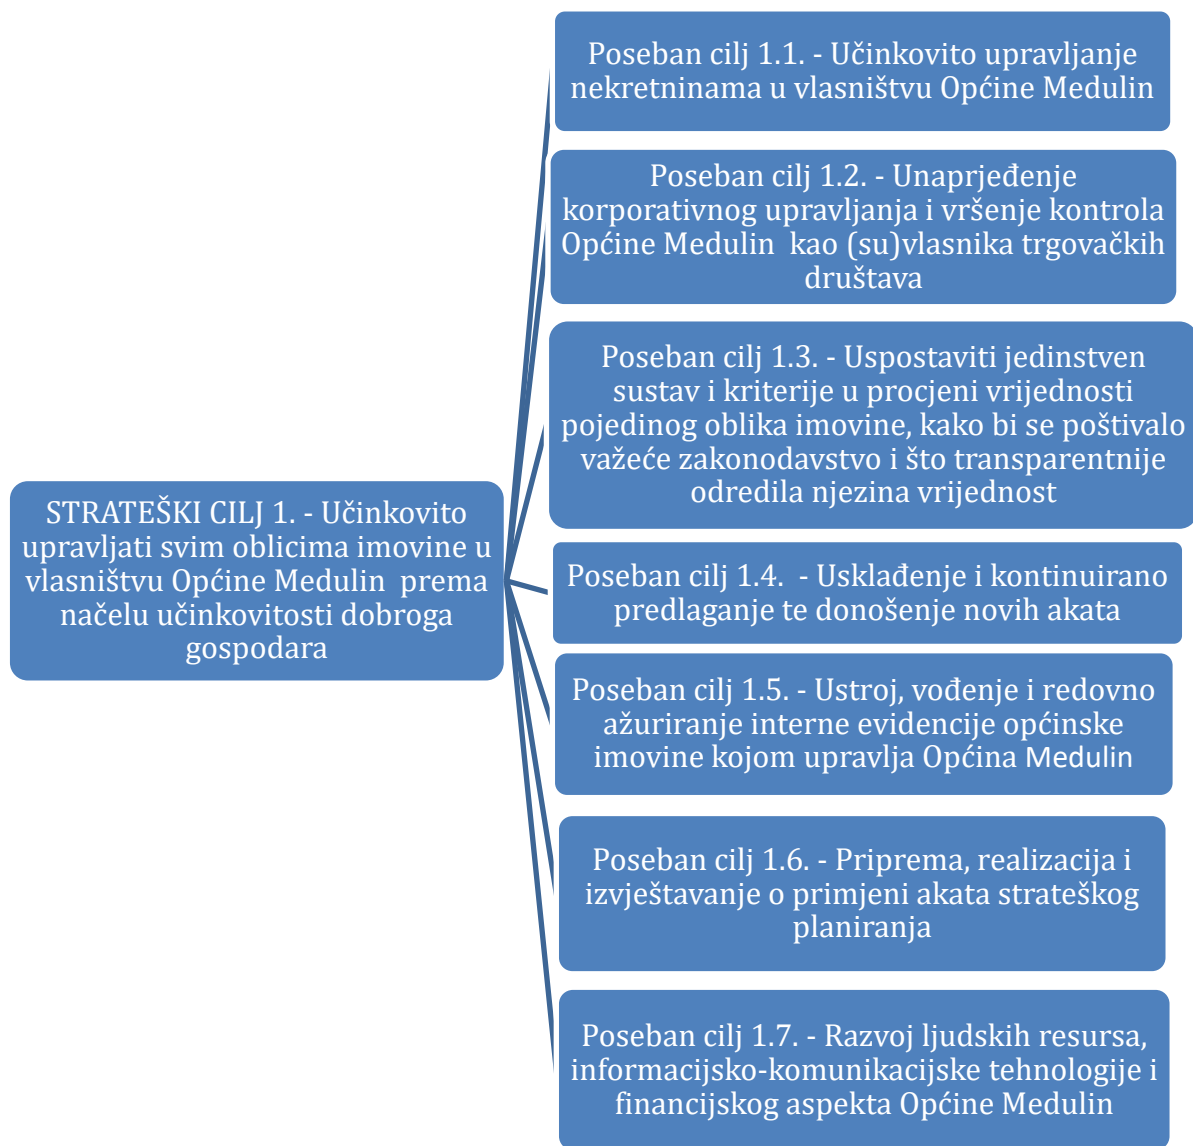 STRATEŠKI CILJ 1. - Učinkovito
upravljati svim oblicima imovine u
vlasništvu Općine Medulin  prema
načelu učinkovitosti dobroga
gospodara
Poseban cilj 1.1. - Učinkovito upravljanje
nekretninama u vlasništvu Općine Medulin
Poseban cilj 1.2. - Unaprjeđenje
korporativnog upravljanja i vršenje kontrola
Općine Medulin  kao (su)vlasnika trgovačkih
društava
Poseban cilj 1.3. - Uspostaviti jedinstven
sustav i kriterije u procjeni vrijednosti
pojedinog oblika imovine, kako bi se poštivalo
važeće zakonodavstvo i što transparentnije
odredila njezina vrijednost
Poseban cilj 1.4.  - Usklađenje i kontinuirano
predlaganje te donošenje novih akata
Poseban cilj 1.5. - Ustroj, vođenje i redovno
ažuriranje interne evidencije općinske
imovine kojom upravlja Općina Medulin
Poseban cilj 1.6. - Priprema, realizacija i
izvještavanje o primjeni akata strateškog
planiranja
Poseban cilj 1.7. - Razvoj ljudskih resursa,
informacijsko-komunikacijske tehnologije i
financijskog aspekta Općine Medulin